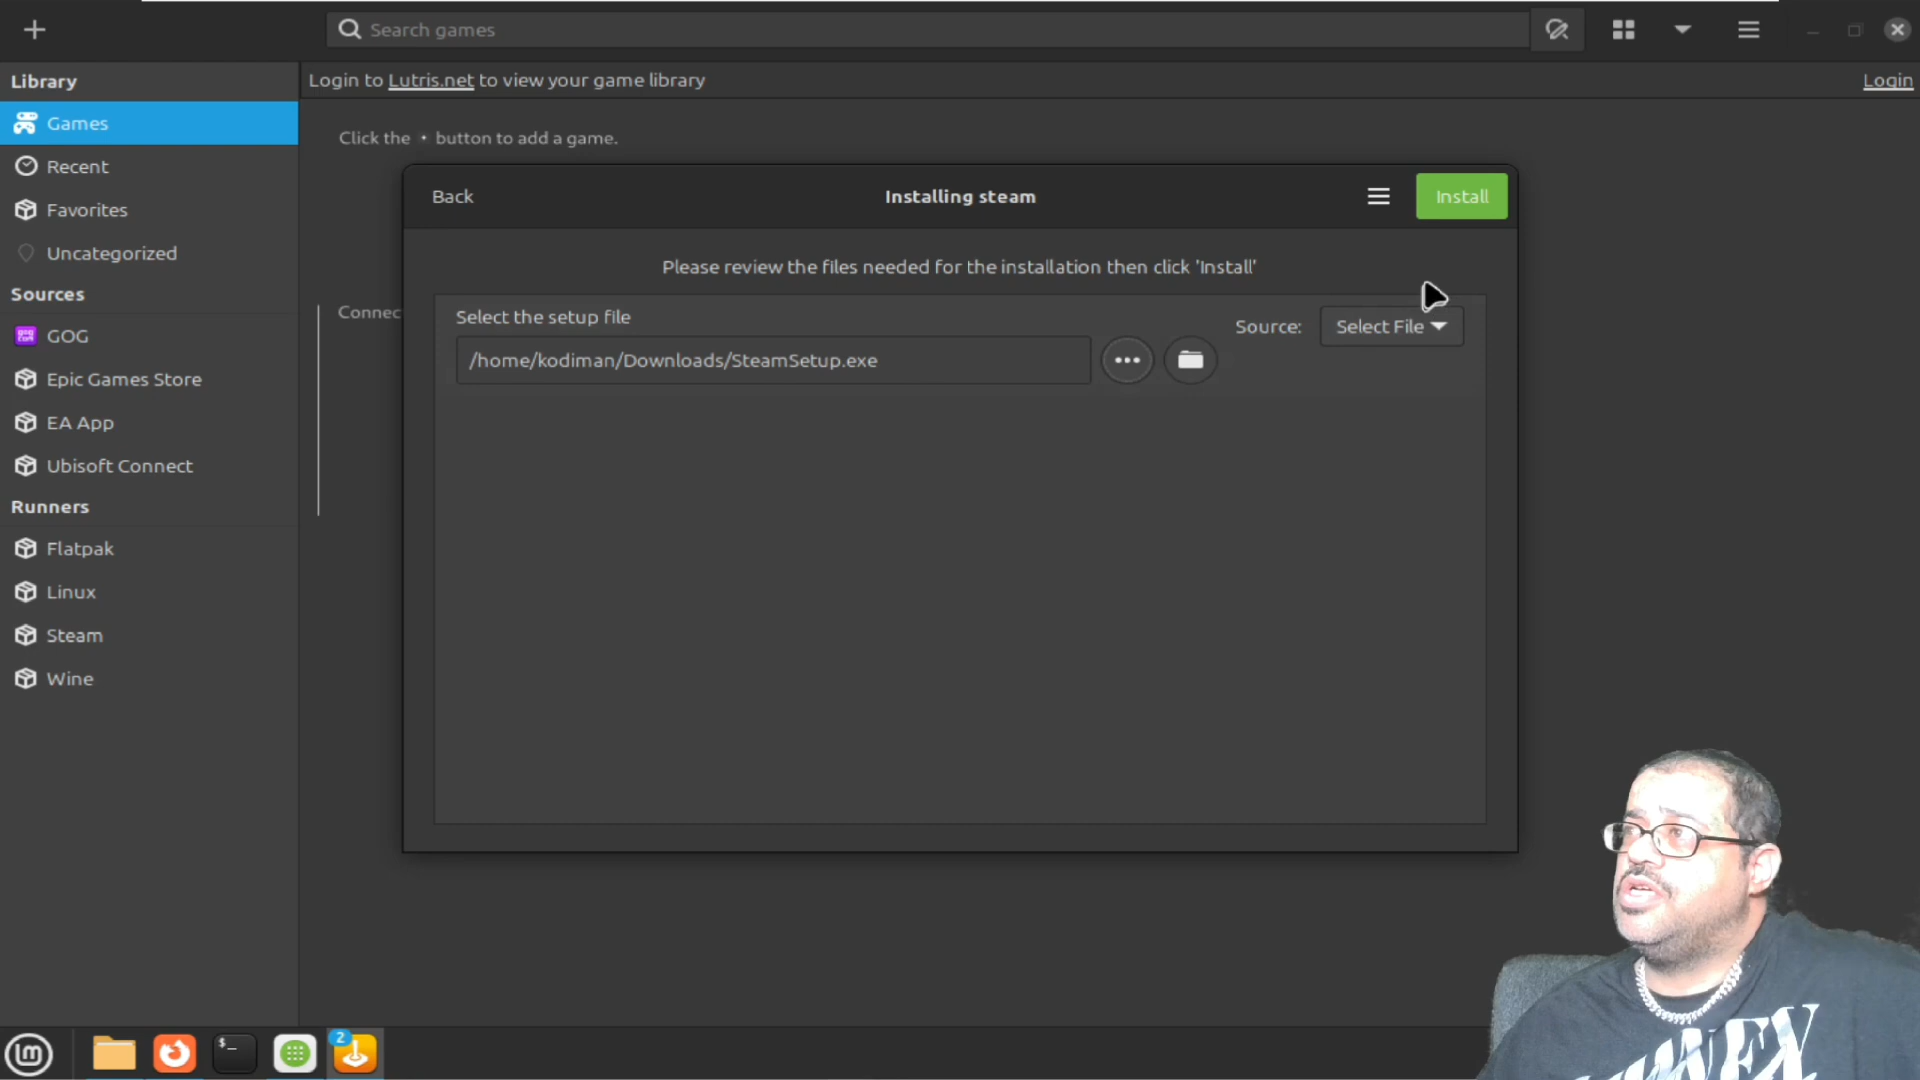 Search games
Library
Login to Lutris.net to view your game library
Login
Games
Click the • button to add a game.
Recent
Back
Installing steam
Install
Favorites
Uncategorized
Please review the files needed for the installation then click 'Install'
Sources
Connec
Select the setup file
Source:
Select File
GOG
/home/kodiman/Downloads/SteamSetup.exe
Epic Games Store
EA App
Ubisoft Connect
Runners
Flatpak
Linux
Steam
Wine
2
$_